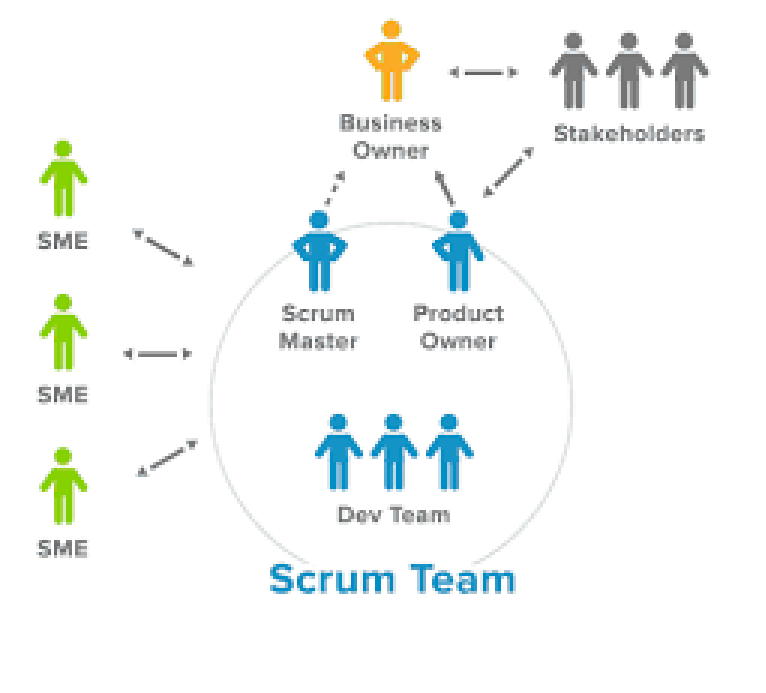 Business
Owner
Stakeholders
SME
Scrum
Master
Product
Owner
SME
Dev Team
SME
Scrum Team